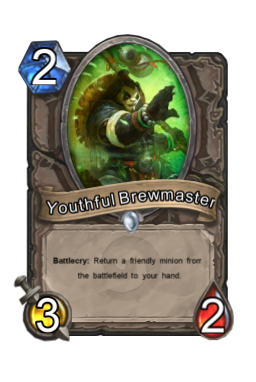 2
Youthful Brewmaster
Battlecry: Return a friendly minion from
the battlefield to your hand.
3
2